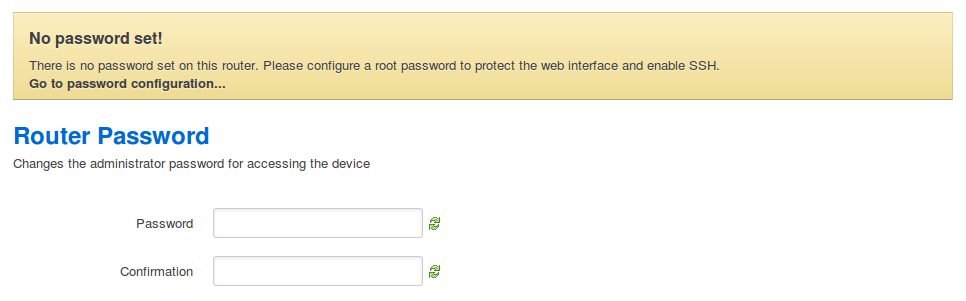 No password set!
There is no password set on this router. Please configure a root password to protect the web interface and enable SSH.
Go to password configuration...
Router Password
Changes the administrator password for accessing the device
Password
Confirmation